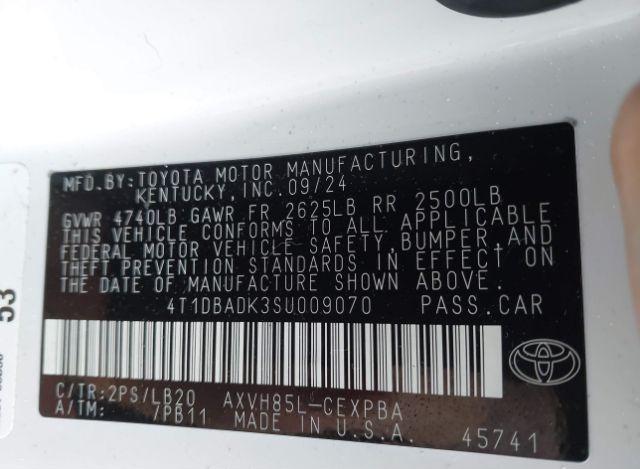 MFD.BY:TOYOTA MOTOR MANUFACTURING,
KENTUCKY,INC.09/24
GVWR 4740LB GAWR FR 2625LB RR 2500LB
THIS VEHICLE CONFORMS TO ALL APPLICABLE
FEDERAL MOTOR VEHICLE SAFETY,BUMPER,AND
THEFT PREVENTION STANDARDS IN EFFECT ON
THE DATE OF MANUFACTURE SHOWN ABOVE.
4T1DBADK3SU009070 PASS.CAR
C/TR:2PS/LB20 AXVH85L-CEXPBA
A/TM: /PB11 MADE IN U.S.A. 45741
53